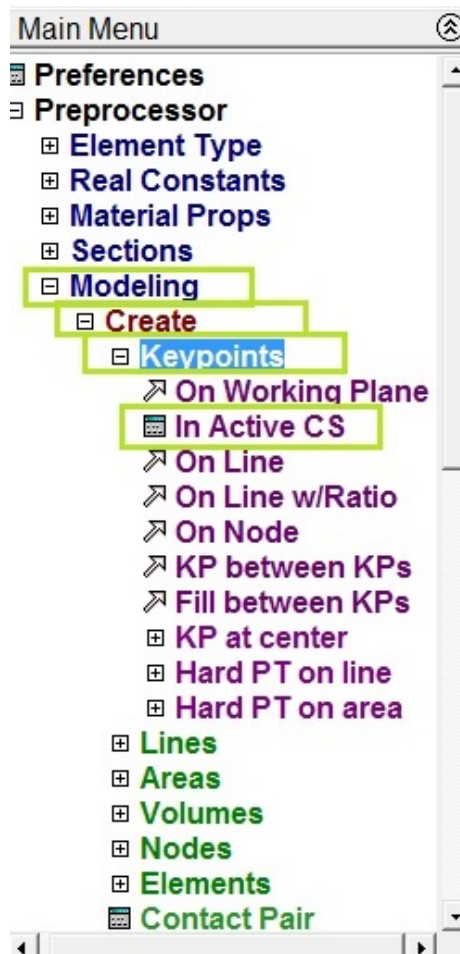 Main Menu
Preferences
Preprocessor
Element Type
Real Constants
Material Props
Sections
Modeling
Create
Keypoints
On Working Plane
In Active CS
On Line
On Line w/Ratio
On Node
KP between KPs
Fill between KPs
KP at center
Hard PT on line
Hard PT on area
Lines
Areas
Volumes
Nodes
Elements
Contact Pair